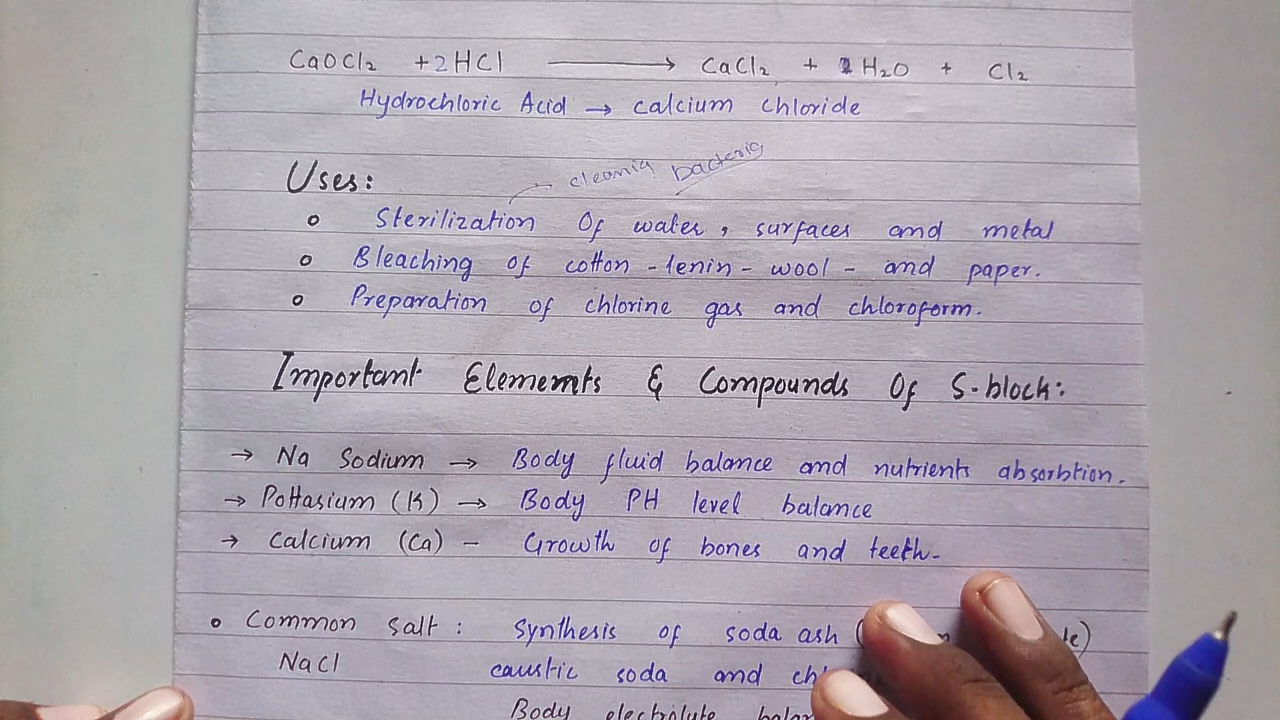 CaOCl2 +2HCl ⟶ CaCl2 + H2O + Cl2
Hydrochloric Acid → calcium chloride
cleaning bacteria
Uses:
o Sterilization Of water, surfaces and metal
o Bleaching of cotton - lenin - wool - and paper.
o Preparation of chlorine gas and chloroform.
Important Elememts & Compounds Of S-block:
→ Na Sodium → Body fluid balance and nutrients absorbtion.
→ Pottasium (K) → Body PH level balance
→ Calcium (Ca) - Growth of bones and teeth-
o Common salt : Synthesis of soda ash
NaCl caustic soda and
Body electrolyte